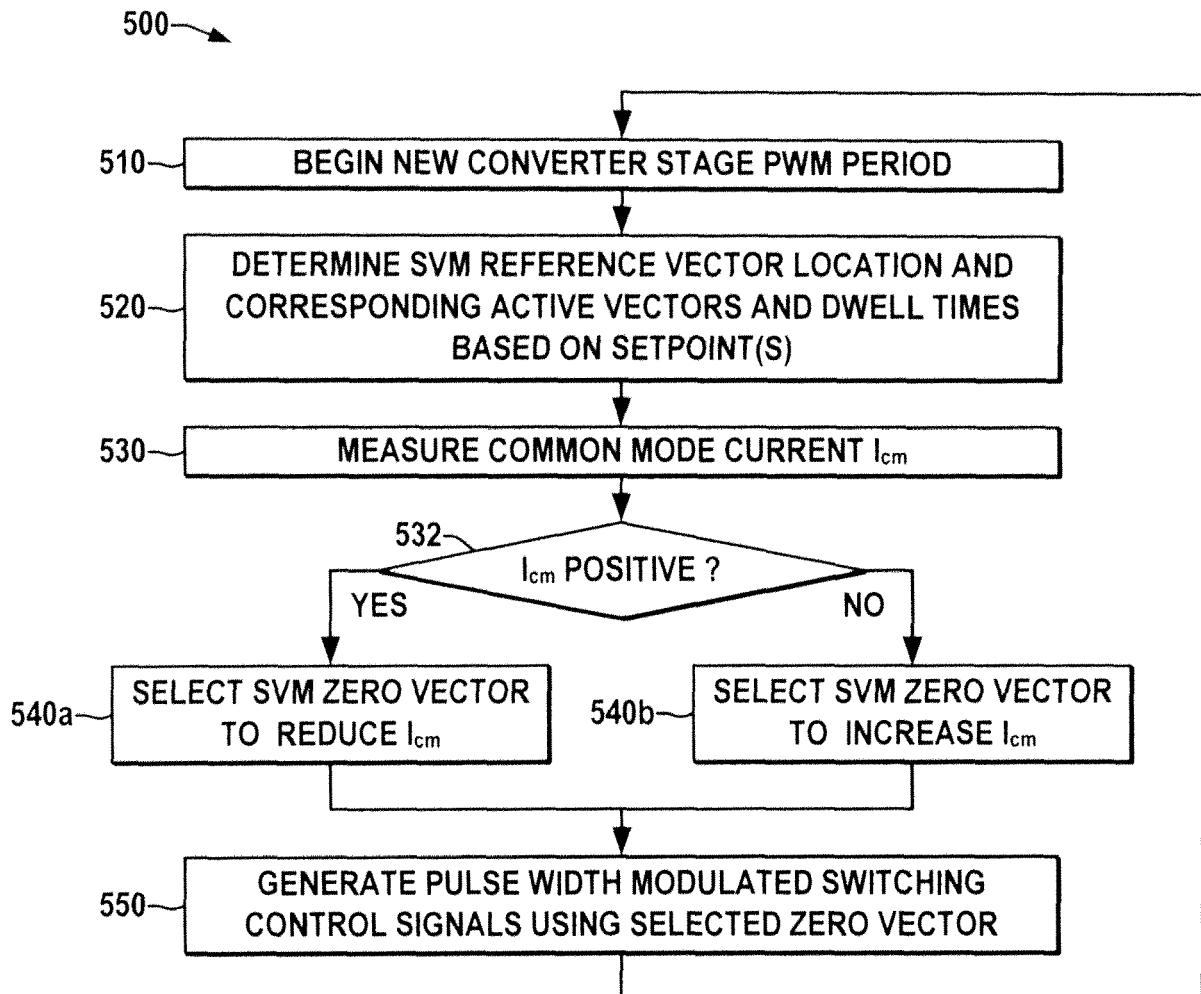 500
510
BEGIN NEW CONVERTER STAGE PWM PERIOD
520
DETERMINE SVM REFERENCE VECTOR LOCATION AND
CORRESPONDING ACTIVE VECTORS AND DWELL TIMES
BASED ON SETPOINT(S)
530
MEASURE COMMON MODE CURRENT Icm
532
Icm POSITIVE ?
YES
NO
540a
SELECT SVM ZERO VECTOR
TO REDUCE Icm
540b
SELECT SVM ZERO VECTOR
TO INCREASE Icm
550
GENERATE PULSE WIDTH MODULATED SWITCHING
CONTROL SIGNALS USING SELECTED ZERO VECTOR